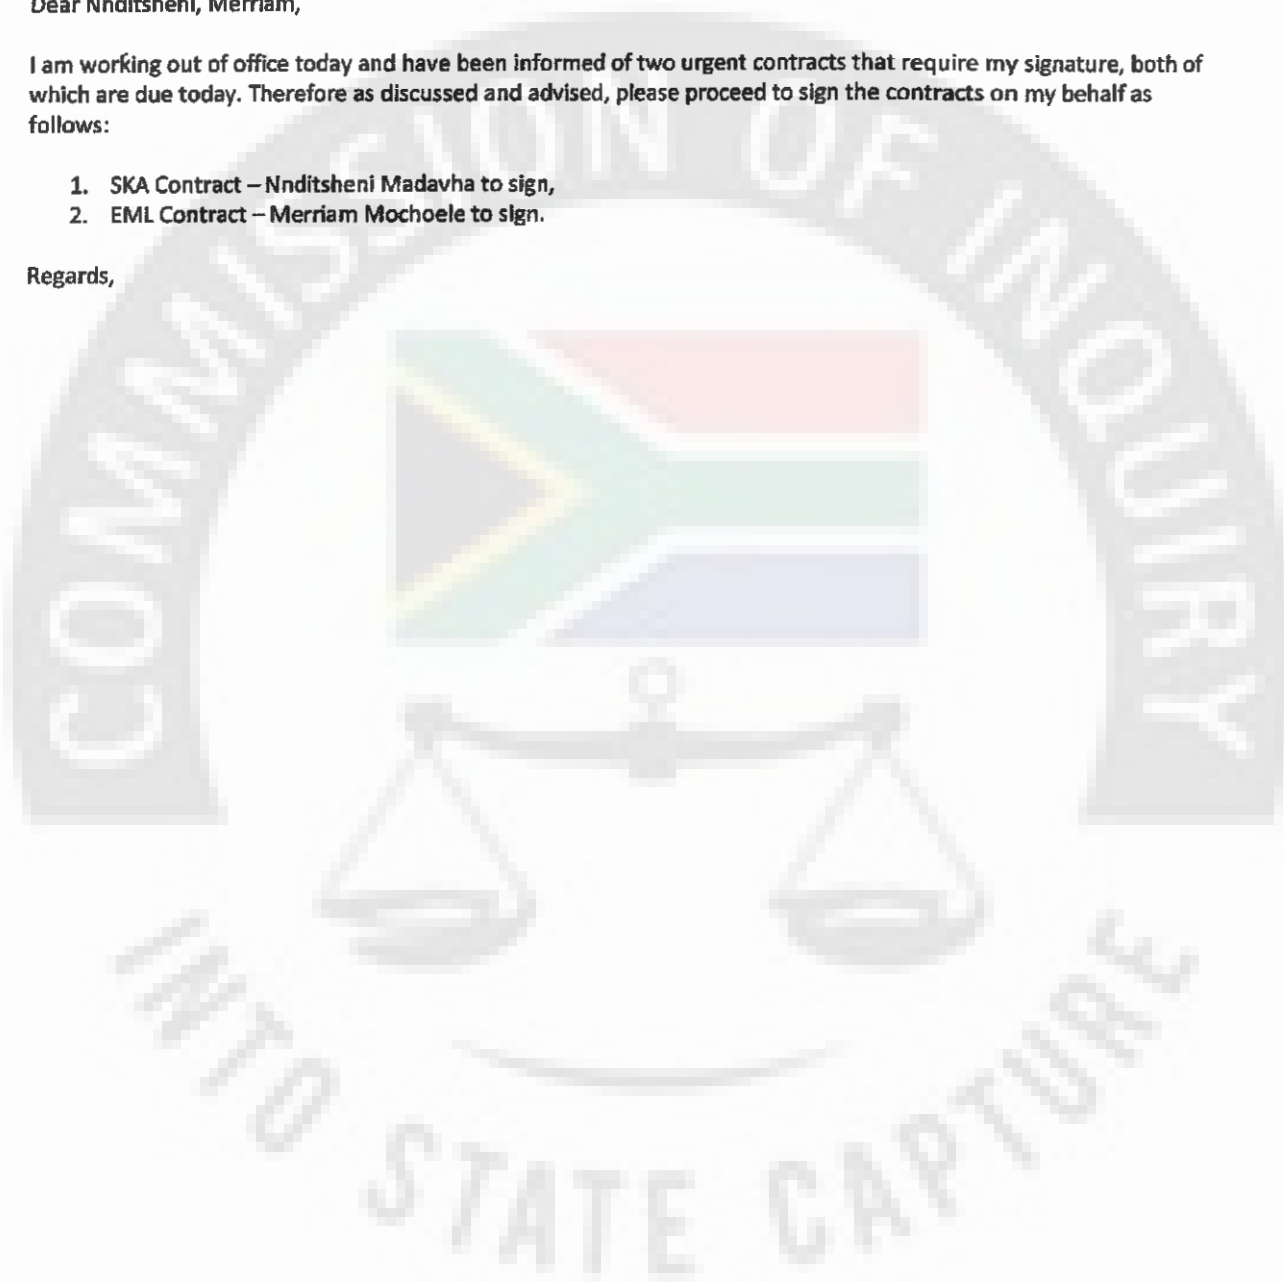 Dear Nnditsheni, Merriam,
I am working out of office today and have been informed of two urgent contracts that require my signature, both of
which are due today. Therefore as discussed and advised, please proceed to sign the contracts on my behalf as
follows:
1. SKA Contract – Nnditsheni Madavha to sign,
2. EML Contract – Merriam Mochoele to sign.
Regards,
COMMISSION OF INQUIRY
INTO STATE CAPTURE